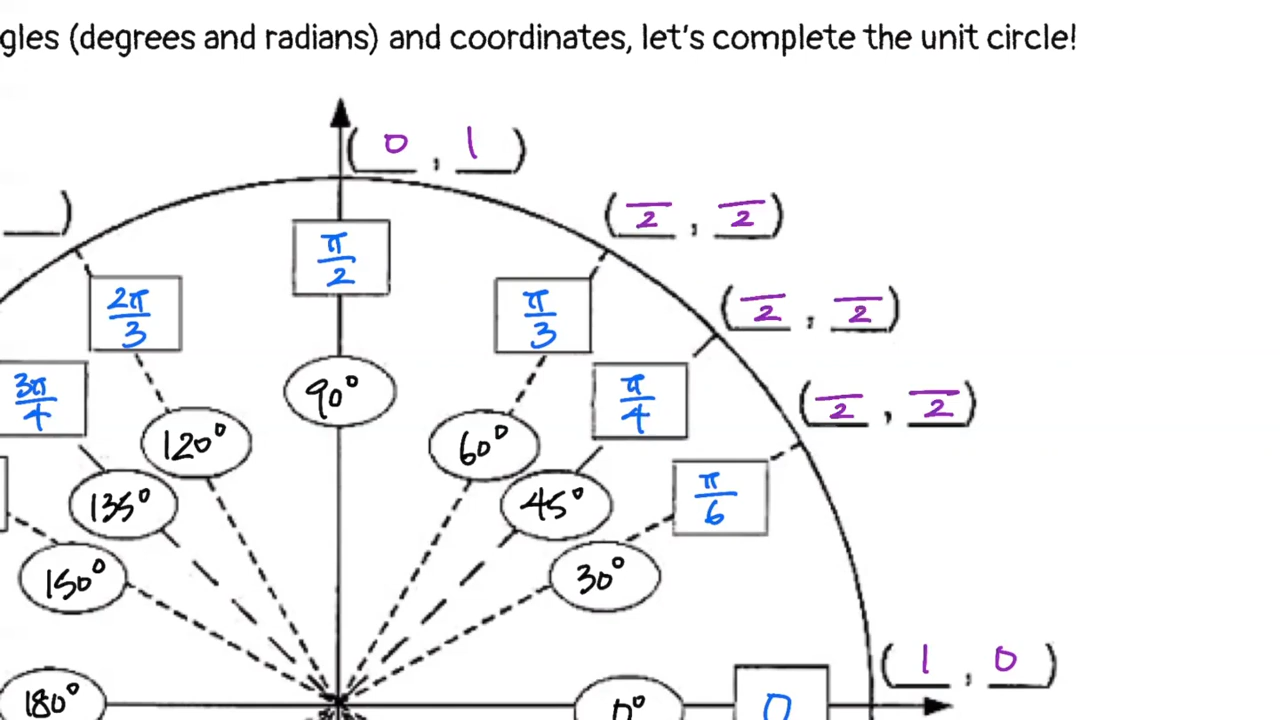 gles (degrees and radians) and coordinates, let's complete the unit circle!
( 0 , 1 )
)
( —/2 , —/2 )
π/2
2π/3
π/3
( —/2 , —/2 )
3π/4
π/4
90°
( —/2 , —/2 )
120°
60°
π/6
135°
45°
150°
30°
( 1 , 0 )
180°
0°
0